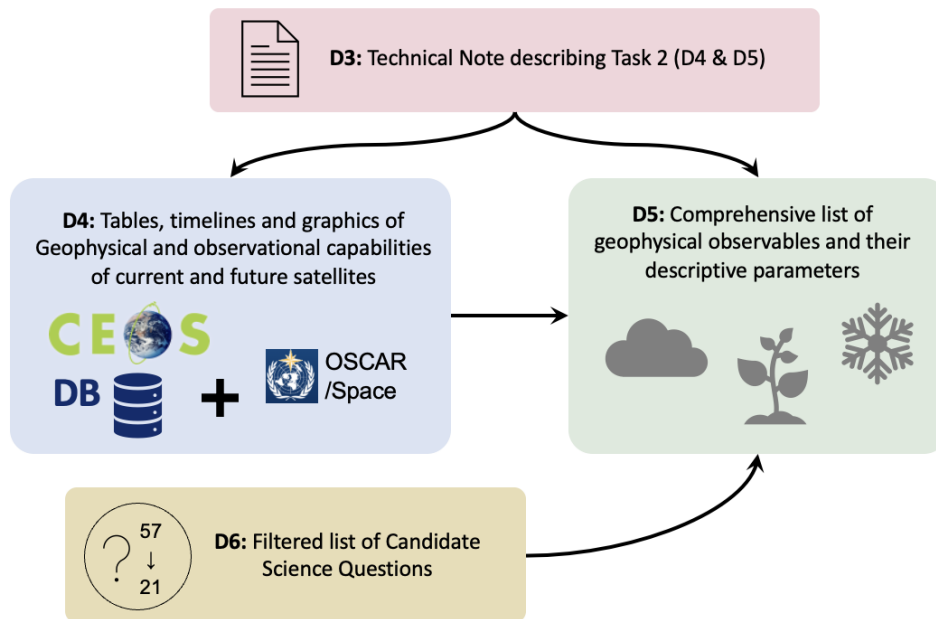 D3: Technical Note describing Task 2 (D4 & D5)
D4: Tables, timelines and graphics of
Geophysical and observational capabilities
of current and future satellites
CEOS
DB
+
OSCAR
/Space
D5: Comprehensive list of
geophysical observables and their
descriptive parameters
?
57
↓
21
D6: Filtered list of Candidate
Science Questions